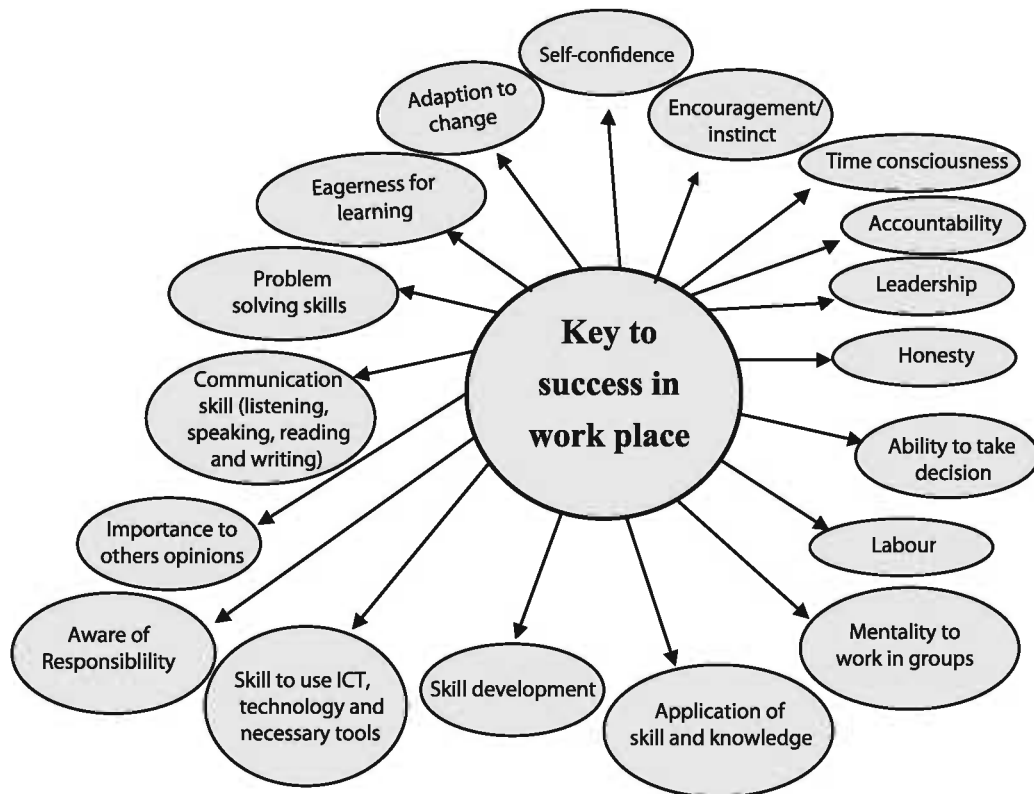 Self-confidence
Adaption to
change
Encouragement/
instinct
Time consciousness
Eagerness for
learning
Accountability
Problem
solving skills
Leadership
Key to
success in
work place
Honesty
Communication
skill (listening,
speaking, reading
and writing)
Ability to take
decision
Importance to
others opinions
Labour
Aware of
Responsiblility
Mentality to
work in groups
Skill to use ICT,
technology and
necessary tools
Skill development
Application of
skill and knowledge